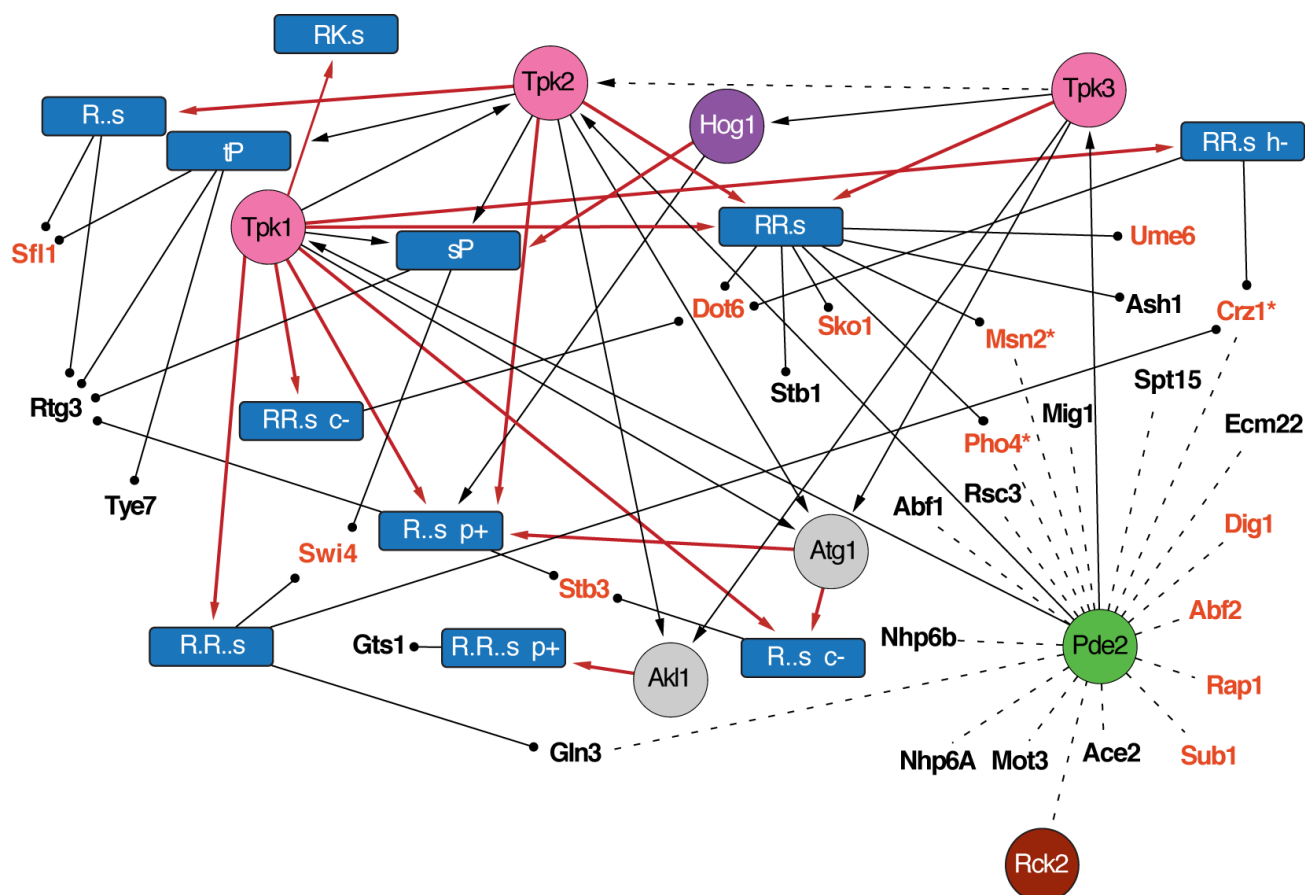 RK.s
Tpk2
Tpk3
R..s
Hog1
tP
RR.s h-
Tpk1
RR.s
Ume6
sP
Sfl1
Dot6
Sko1
Ash1
Crz1*
Msn2*
Spt15
Stb1
Rtg3
Mig1
RR.s c-
Ecm22
Pho4*
Rsc3
Tye7
Abf1
R..s p+
Dig1
Swi4
Atg1
Stb3
Abf2
Nhp6b
Pde2
R.R..s
Gts1
R.R..s p+
R..s c-
Akl1
Rap1
Gln3
Nhp6A
Mot3
Ace2
Sub1
Rck2